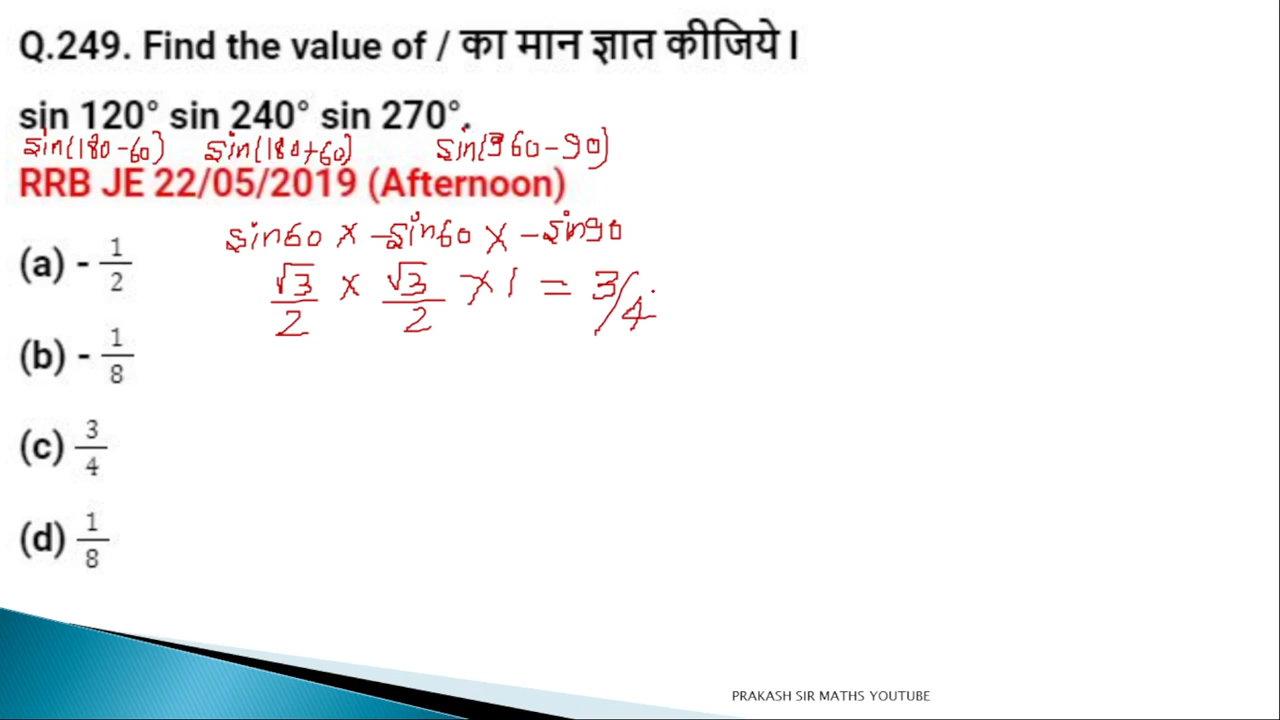 Q.249. Find the value of / का मान ज्ञात कीजिये।
sin 120° sin 240° sin 270°.
sin(180-60) sin(180+60) sin(360-90)
RRB JE 22/05/2019 (Afternoon)
sin60 × -sin60 × -sin90
√3/2 × √3/2 × 1 = 3/4
(a) - 1/2
(b) - 1/8
(c) 3/4
(d) 1/8
PRAKASH SIR MATHS YOUTUBE